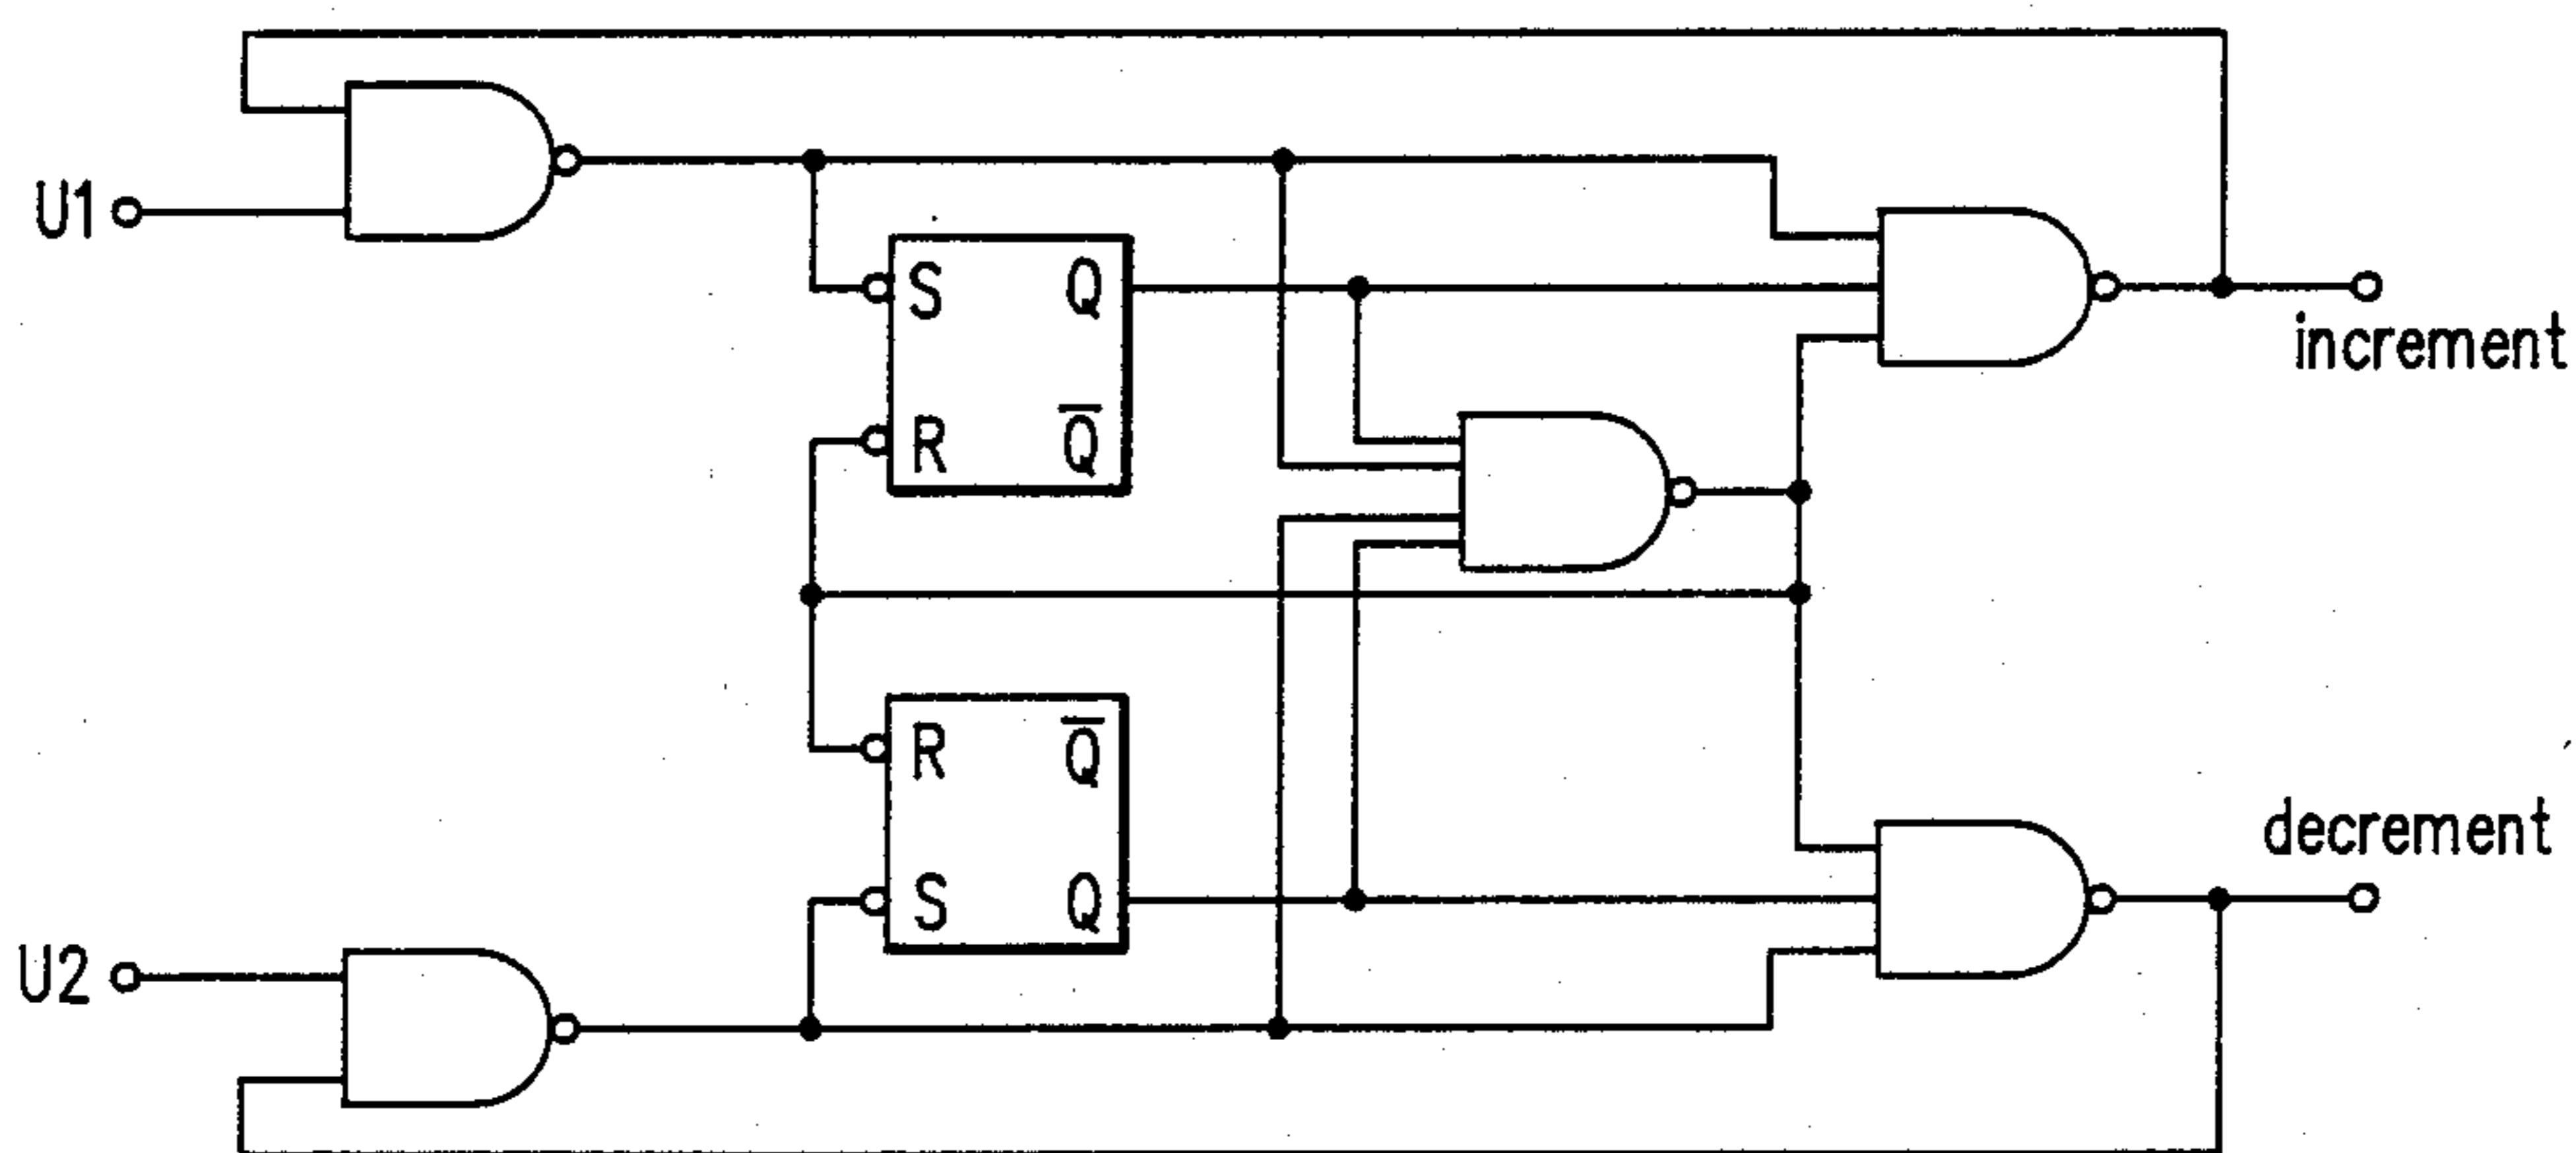 U1
S Q
increment
R Q̅
R Q̅
decrement
S Q
U2